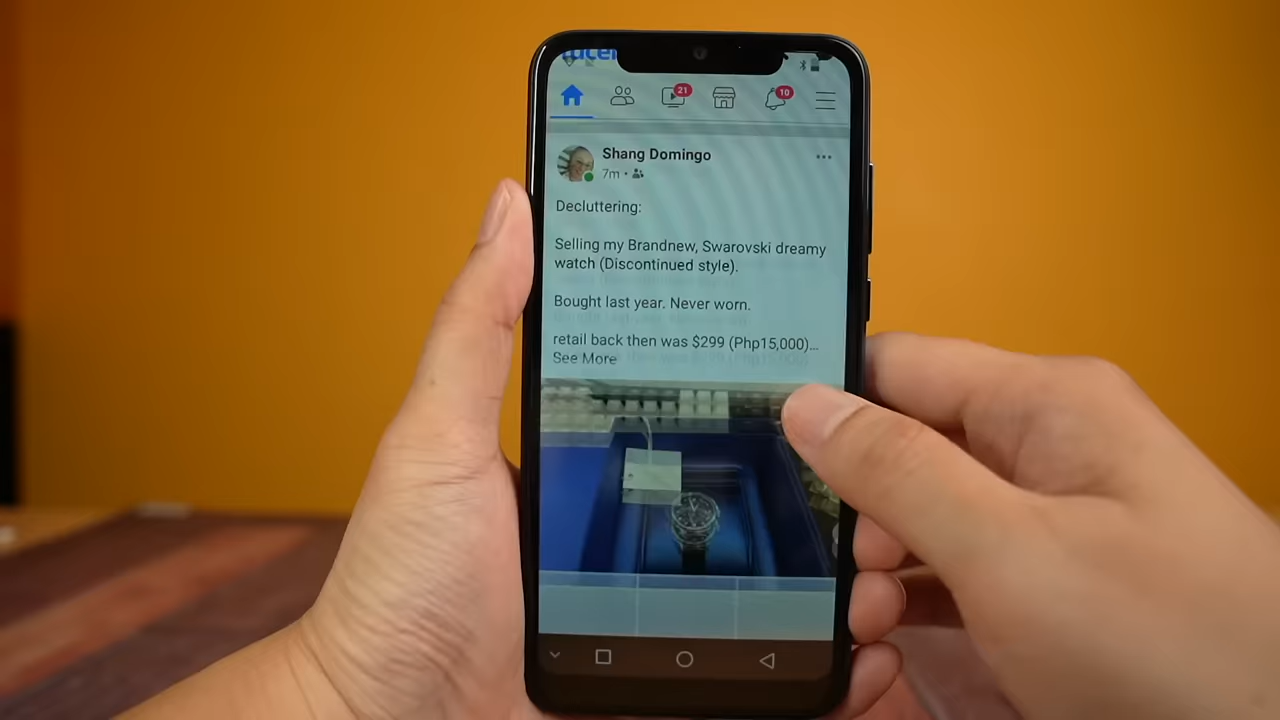 21
10
Shang Domingo
7m
Decluttering:
Selling my Brandnew, Swarovski dreamy
watch (Discontinued style).
Bought last year. Never worn.
retail back then was $299 (Php15,000)...
See More